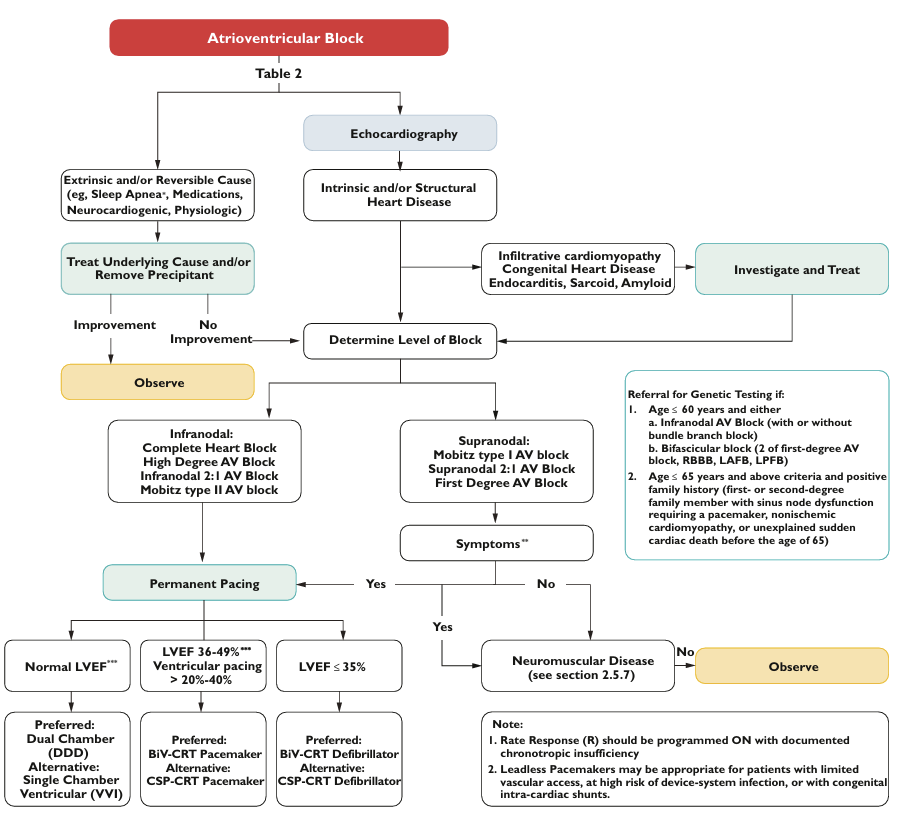 Atrioventricular Block
Table 2
Echocardiography
Extrinsic and/or Reversible Cause
(eg, Sleep Apnea*, Medications,
Neurocardiogenic, Physiologic)
Intrinsic and/or Structural
Heart Disease
Treat Underlying Cause and/or
Remove Precipitant
Infiltrative cardiomyopathy
Congenital Heart Disease
Endocarditis, Sarcoid, Amyloid
Investigate and Treat
Improvement
No
Improvement
Determine Level of Block
Observe
Referral for Genetic Testing if:
1. Age ≤ 60 years and either
a. Infranodal AV Block (with or without
bundle branch block)
b. Bifascicular block (2 of first-degree AV
block, RBBB, LAFB, LPFB)
2. Age ≤ 65 years and above criteria and positive
family history (first- or second-degree
family member with sinus node dysfunction
requiring a pacemaker, nonischemic
cardiomyopathy, or unexplained sudden
cardiac death before the age of 65)
Infranodal:
Complete Heart Block
High Degree AV Block
Infranodal 2:1 AV Block
Mobitz type II AV block
Supranodal:
Mobitz type I AV block
Supranodal 2:1 AV Block
First Degree AV Block
Symptoms**
Permanent Pacing
Yes
No
Yes
Normal LVEF***
LVEF 36-49%***
Ventricular pacing
> 20%-40%
LVEF ≤ 35%
Neuromuscular Disease
(see section 2.5.7)
No
Observe
Preferred:
Dual Chamber
(DDD)
Alternative:
Single Chamber
Ventricular (VVI)
Preferred:
BiV-CRT Pacemaker
Alternative:
CSP-CRT Pacemaker
Preferred:
BiV-CRT Defibrillator
Alternative:
CSP-CRT Defibrillator
Note:
1. Rate Response (R) should be programmed ON with documented
chronotropic insufficiency
2. Leadless Pacemakers may be appropriate for patients with limited
vascular access, at high risk of device-system infection, or with congenital
intra-cardiac shunts.